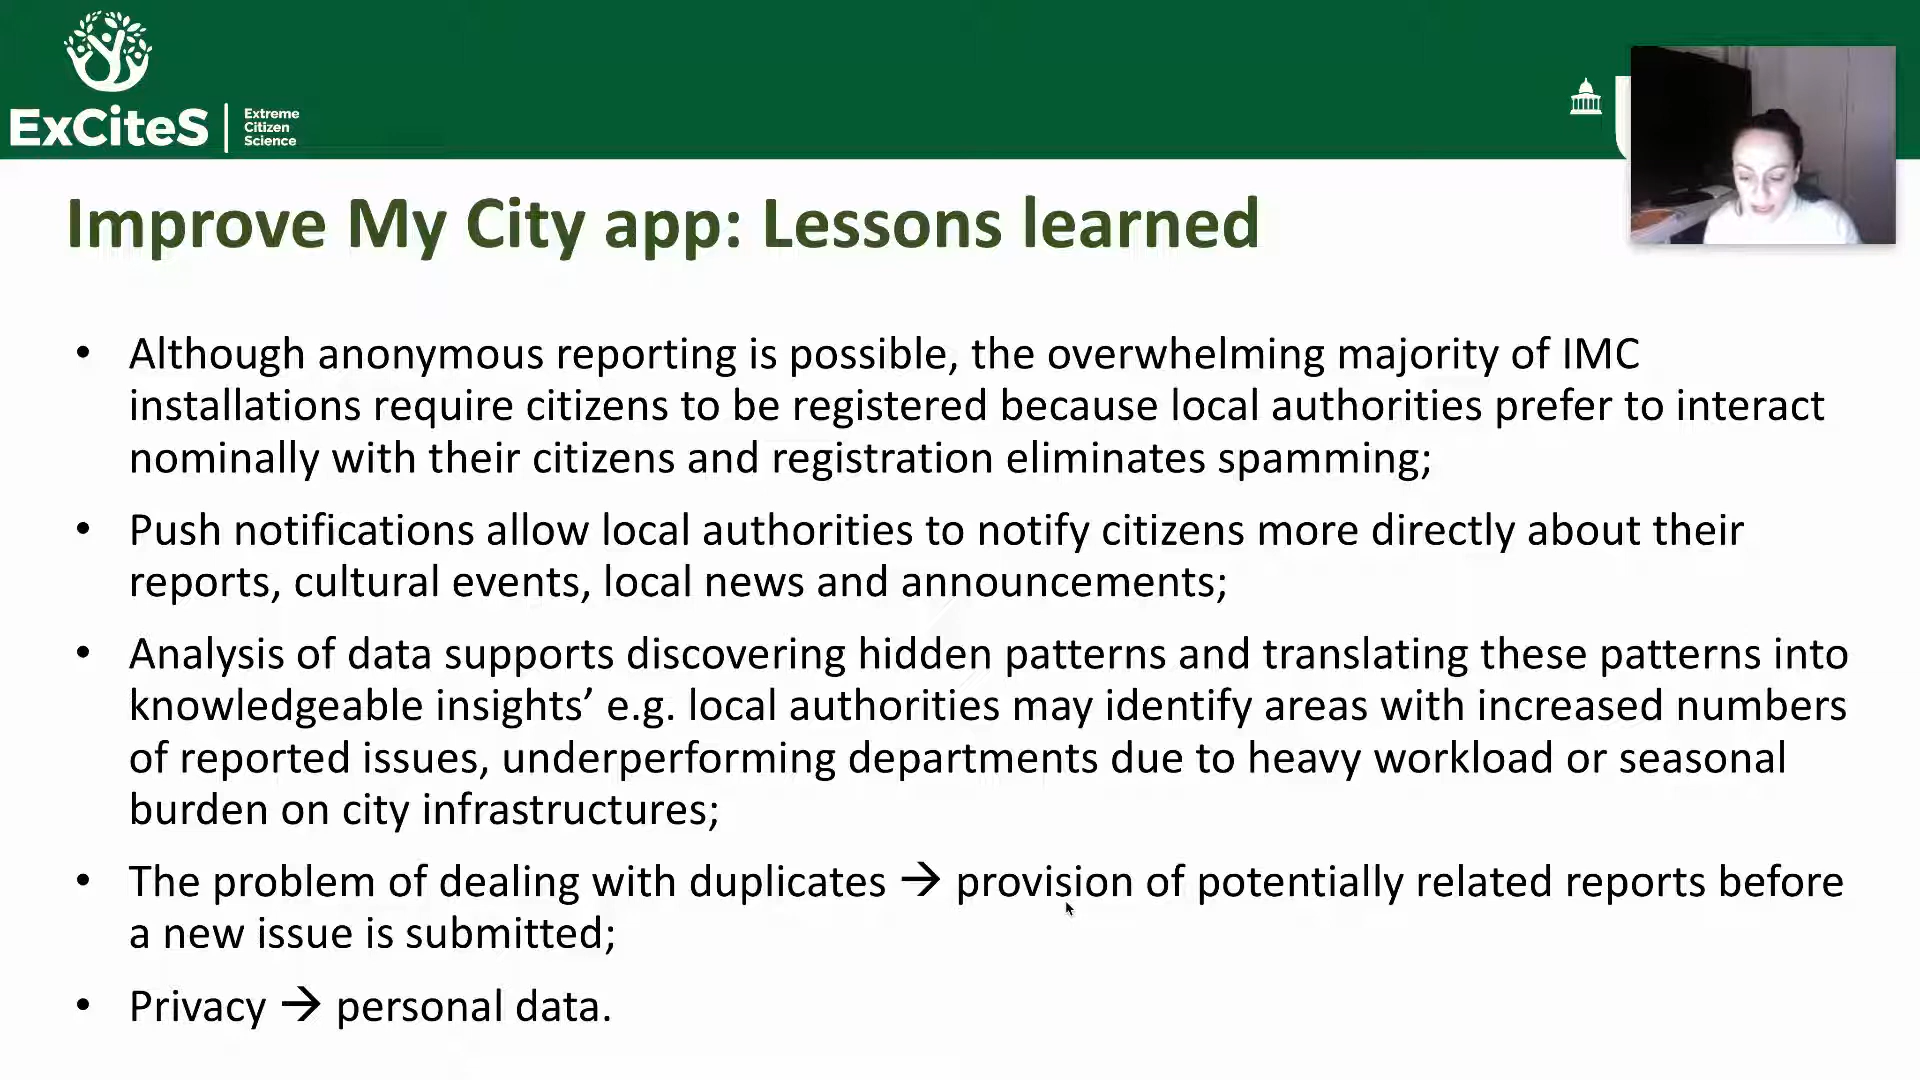 ExCiteS
Extreme
Citizen
Science
Improve My City app: Lessons learned
• Although anonymous reporting is possible, the overwhelming majority of IMC
installations require citizens to be registered because local authorities prefer to interact
nominally with their citizens and registration eliminates spamming;
• Push notifications allow local authorities to notify citizens more directly about their
reports, cultural events, local news and announcements;
• Analysis of data supports discovering hidden patterns and translating these patterns into
knowledgeable insights’ e.g. local authorities may identify areas with increased numbers
of reported issues, underperforming departments due to heavy workload or seasonal
burden on city infrastructures;
• The problem of dealing with duplicates → provision of potentially related reports before
a new issue is submitted;
• Privacy → personal data.